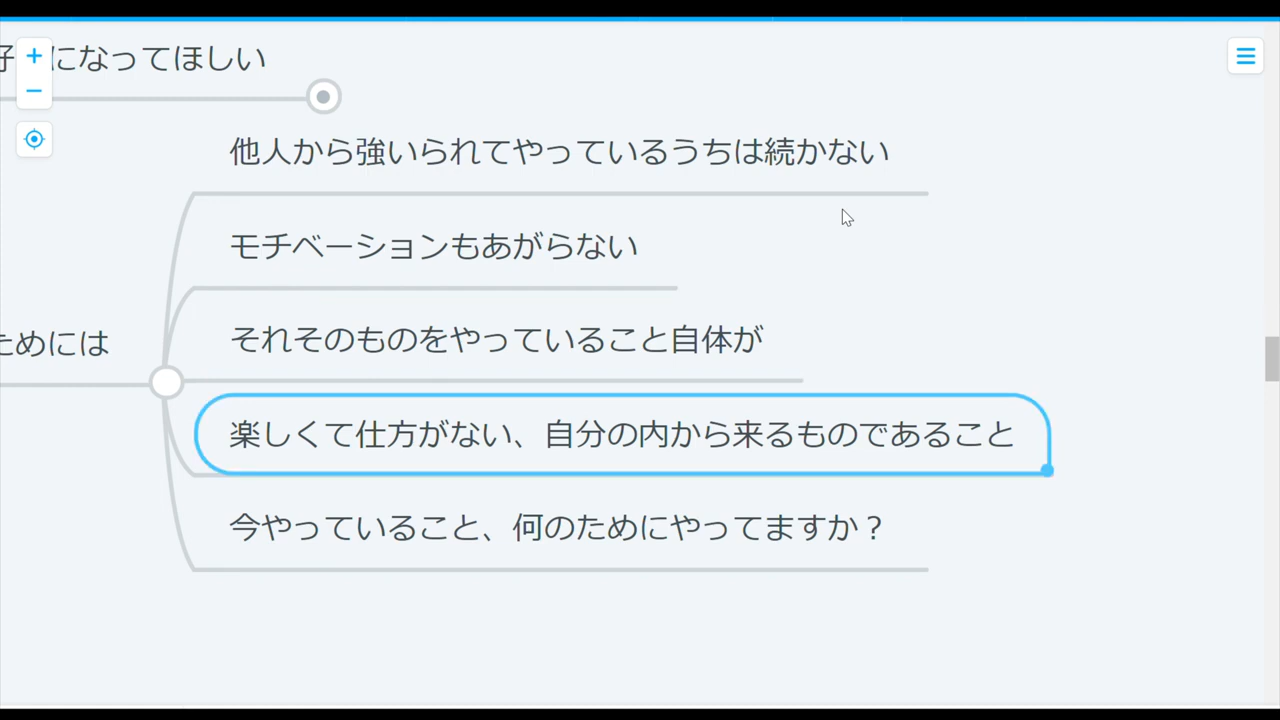 になってほしい
他人から強いられてやっているうちは続かない
モチベーションもあがらない
ためには
それそのものをやっていること自体が
楽しくて仕方がない、自分の内から来るものであること
今やっていること、何のためにやってますか？